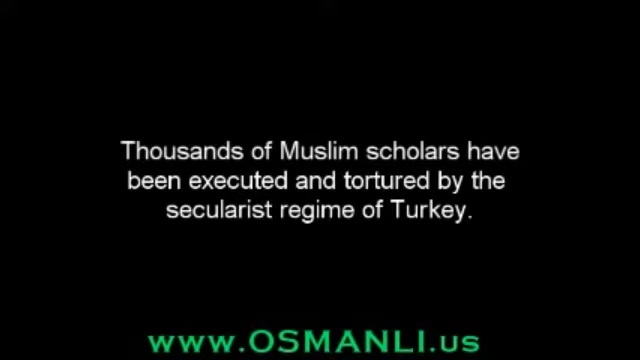 Thousands of Muslim scholars have
been executed and tortured by the
secularist regime of Turkey.
www.OSMANLI.us